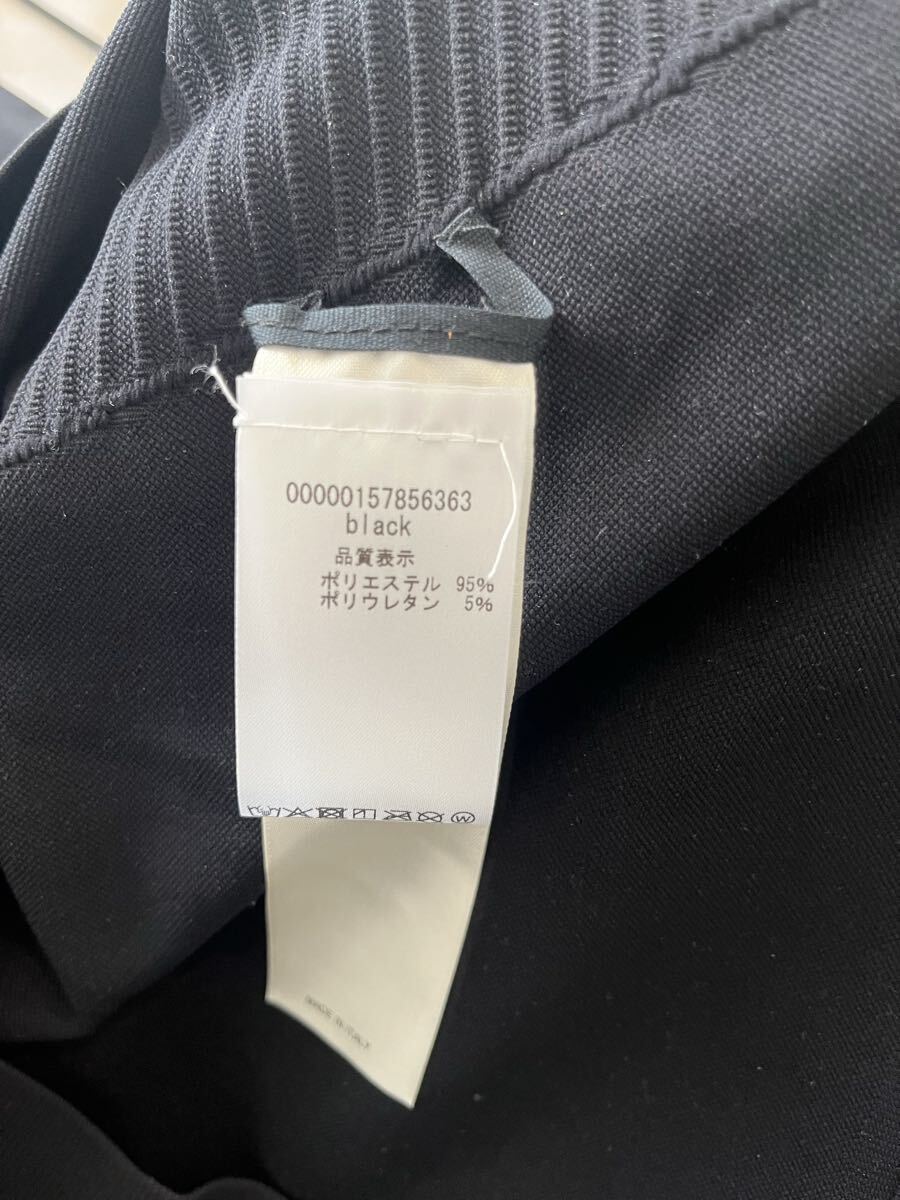 00000157856363
black
品質表示
ポリエステル 95%
ポリウレタン 5%
MADE IN ITALY